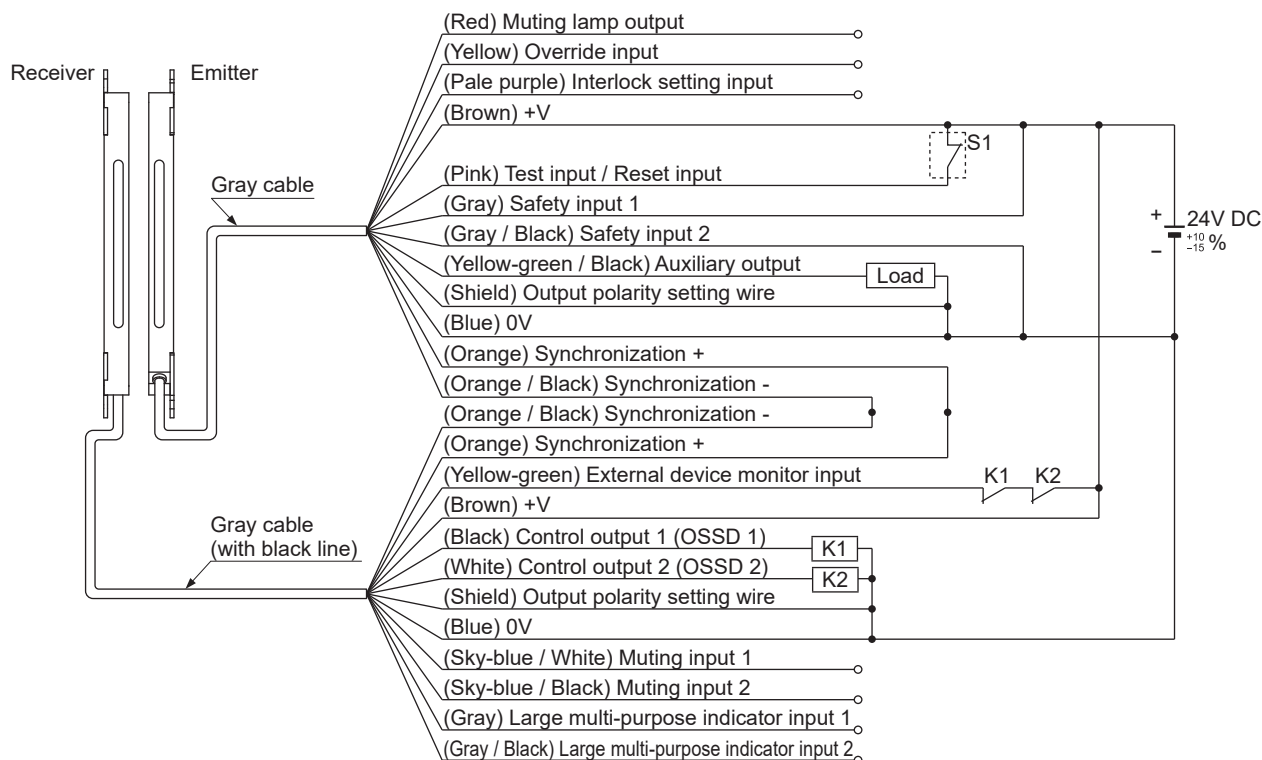 (Red) Muting lamp output
(Yellow) Override input
Receiver
Emitter
(Pale purple) Interlock setting input
(Brown) +V
S1
(Pink) Test input / Reset input
Gray cable
(Gray) Safety input 1
(Gray / Black) Safety input 2
+
24V DC
+10
−15 %
−
(Yellow-green / Black) Auxiliary output
Load
(Shield) Output polarity setting wire
(Blue) 0V
(Orange) Synchronization +
(Orange / Black) Synchronization -
(Orange / Black) Synchronization -
(Orange) Synchronization +
(Yellow-green) External device monitor input
K1
K2
(Brown) +V
Gray cable
(with black line)
(Black) Control output 1 (OSSD 1)
K1
(White) Control output 2 (OSSD 2)
K2
(Shield) Output polarity setting wire
(Blue) 0V
(Sky-blue / White) Muting input 1
(Sky-blue / Black) Muting input 2
(Gray) Large multi-purpose indicator input 1
(Gray / Black) Large multi-purpose indicator input 2